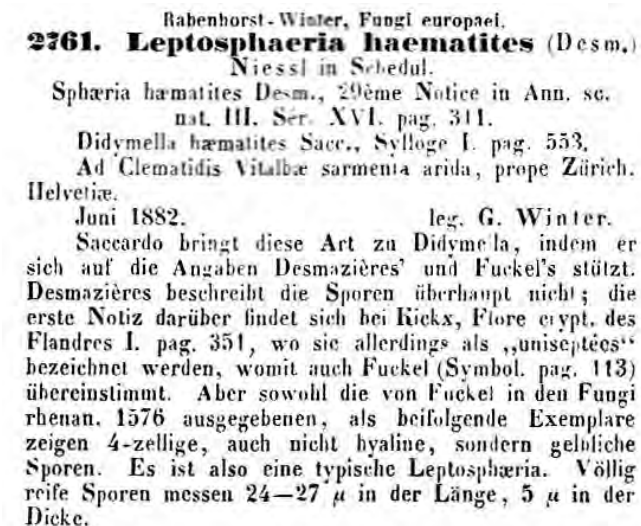 Rabenhorst-Winter, Fungi europaei.
2761. Leptosphaeria haematites (Desm.)
Niessl in Schedul.
Sphæria hæmatites Desm., 29ème Notice in Ann. sc.
nat. III. Ser. XVI. pag. 311.
Didymella hæmatites Sacc., Sylloge I. pag. 553.
Ad Clematidis Vitalbæ sarmenta arida, prope Zürich.
Helvetiæ.
Juni 1882. leg. G. Winter.
Saccardo bringt diese Art zu Didymella, indem er
sich auf die Angaben Desmazières' und Fuckel's stützt.
Desmazières beschreibt die Sporen überhaupt nicht; die
erste Notiz darüber findet sich bei Kickx, Flore crypt. des
Flandres I. pag. 351, wo sie allerdings als „uniseptées“
bezeichnet werden, womit auch Fuckel (Symbol. pag. 113)
übereinstimmt. Aber sowohl die von Fuckel in den Fungi
rhenan. 1576 ausgegebenen, als beifolgende Exemplare
zeigen 4-zellige, auch nicht hyaline, sondern gelbliche
Sporen. Es ist also eine typische Leptosphæria. Völlig
reife Sporen messen 24—27 µ in der Länge, 5 µ in der
Dicke.